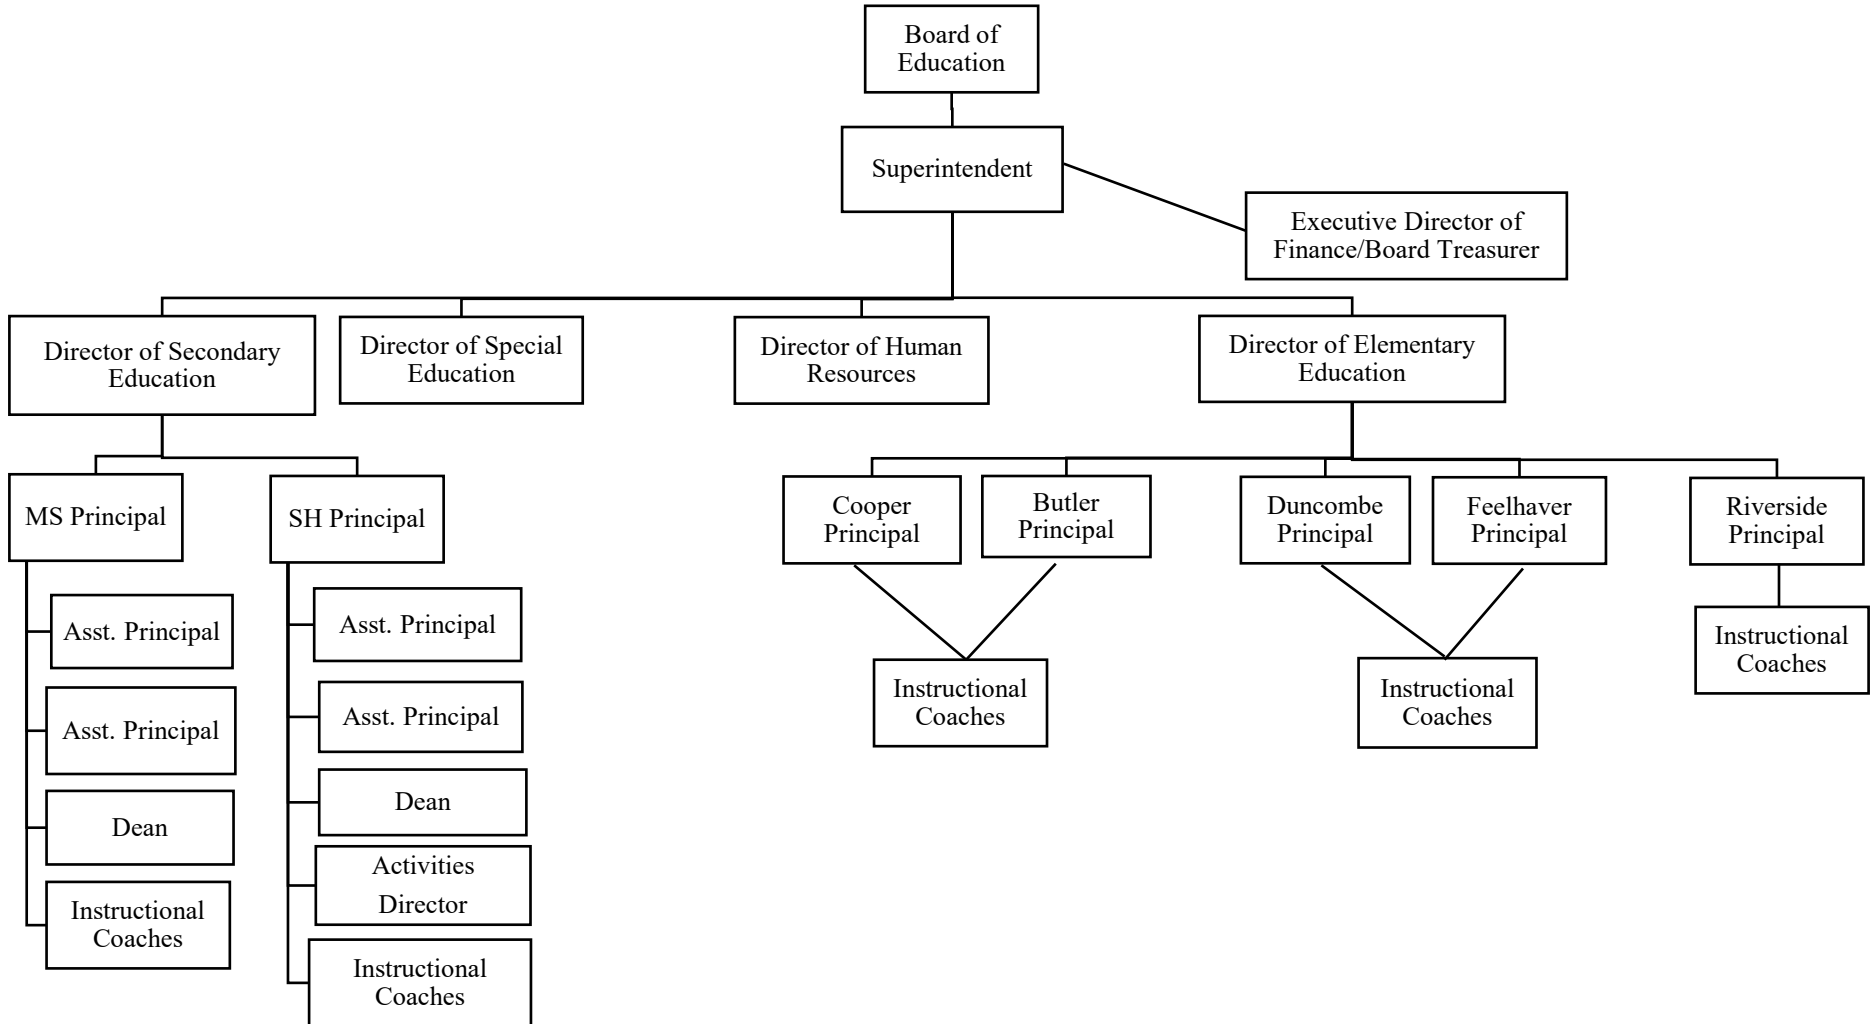 Board of
Education
Superintendent
Executive Director of
Finance/Board Treasurer
Director of Secondary
Education
Director of Special
Education
Director of Human
Resources
Director of Elementary
Education
MS Principal
SH Principal
Cooper
Principal
Butler
Principal
Duncombe
Principal
Feelhaver
Principal
Riverside
Principal
Asst. Principal
Asst. Principal
Dean
Instructional
Coaches
Asst. Principal
Asst. Principal
Dean
Activities
Director
Instructional
Coaches
Instructional
Coaches
Instructional
Coaches
Instructional
Coaches